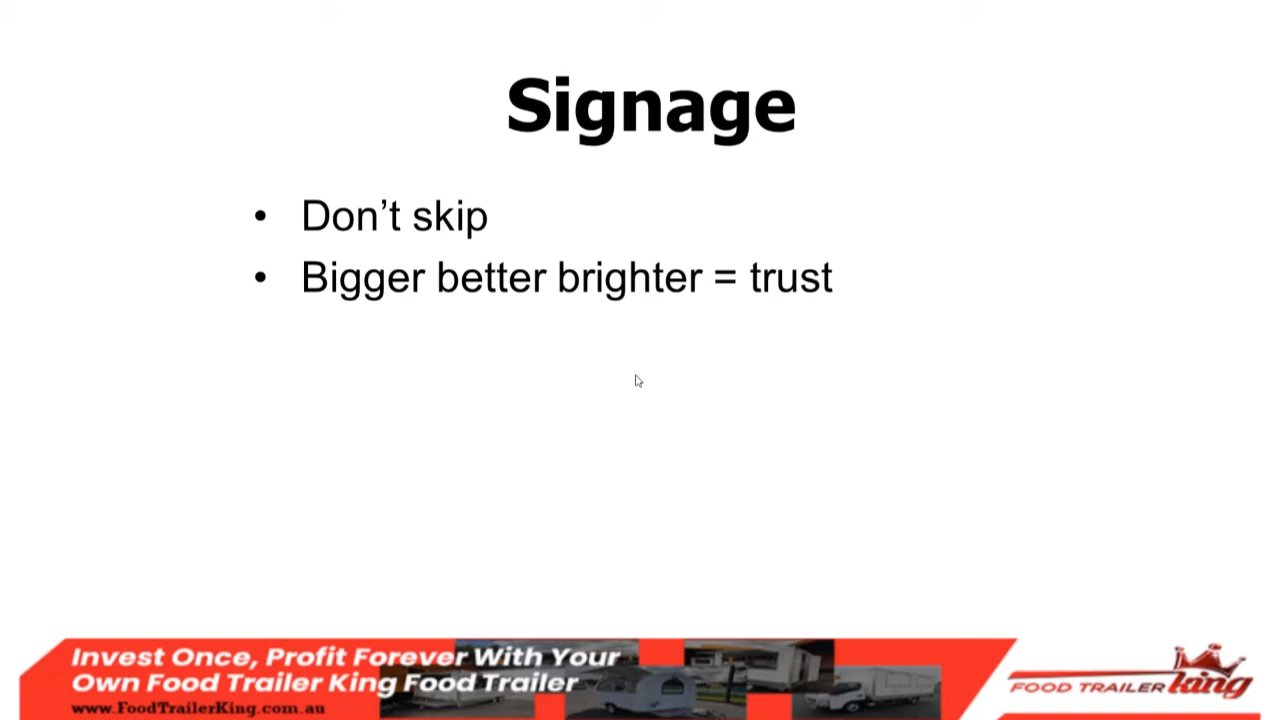 Signage
• Don’t skip
• Bigger better brighter = trust
Invest Once, Profit Forever With Your
Own Food Trailer King Food Trailer
www.FoodTrailerKing.com.au
FOOD TRAILER king